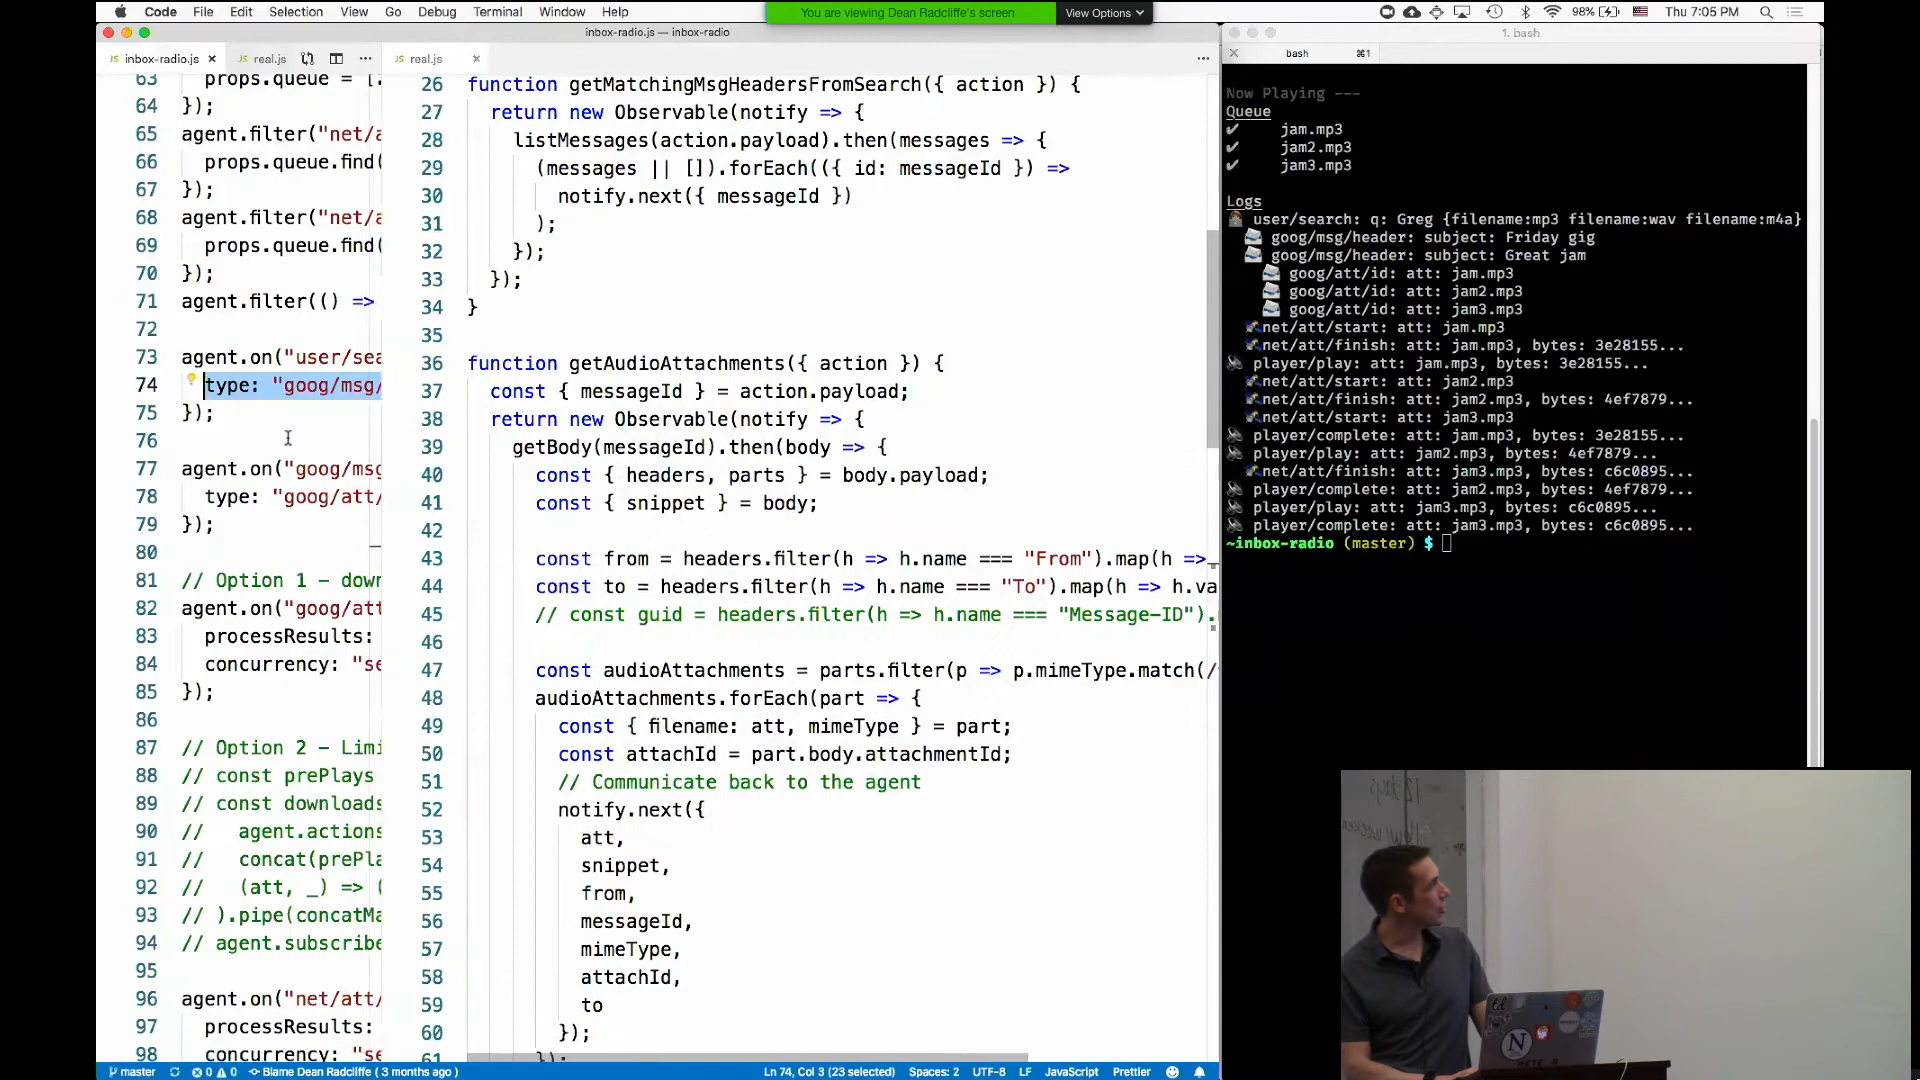 Code File Edit Selection View Go Debug Terminal Window Help
You are viewing Dean Radcliffe's screen
View Options
98%
Thu 7:05 PM
inbox-radio.js — inbox-radio
JS inbox-radio.js
JS real.js
JS real.js
63 props.queue = [.
64 });
65 agent.filter("net/a
66 props.queue.find(
67 });
68 agent.filter("net/a
69 props.queue.find(
70 });
71 agent.filter(() =>
72
73 agent.on("user/sea
74 type: "goog/msg/
75 });
76
77 agent.on("goog/msg
78 type: "goog/att/
79 });
80
81 // Option 1 – down
82 agent.on("goog/att
83 processResults:
84 concurrency: "se
85 });
86
87 // Option 2 – Limi
88 // const prePlays
89 // const downloads
90 // agent.actions
91 // concat(prePla
92 // (att, _) => (
93 // ).pipe(concatMa
94 // agent.subscribe
95
96 agent.on("net/att/
97 processResults:
98 concurrency: "se
26 function getMatchingMsgHeadersFromSearch({ action }) {
27 return new Observable(notify => {
28 listMessages(action.payload).then(messages => {
29 (messages || []).forEach(({ id: messageId }) =>
30 notify.next({ messageId })
31 );
32 });
33 });
34 }
35
36 function getAudioAttachments({ action }) {
37 const { messageId } = action.payload;
38 return new Observable(notify => {
39 getBody(messageId).then(body => {
40 const { headers, parts } = body.payload;
41 const { snippet } = body;
42
43 const from = headers.filter(h => h.name === "From").map(h =>
44 const to = headers.filter(h => h.name === "To").map(h => h.va
45 // const guid = headers.filter(h => h.name === "Message-ID").
46
47 const audioAttachments = parts.filter(p => p.mimeType.match(/
48 audioAttachments.forEach(part => {
49 const { filename: att, mimeType } = part;
50 const attachId = part.body.attachmentId;
51 // Communicate back to the agent
52 notify.next({
53 att,
54 snippet,
55 from,
56 messageId,
57 mimeType,
58 attachId,
59 to
60 });
61 });
master
0 0
Blame Dean Radcliffe ( 3 months ago )
Ln 74, Col 3 (23 selected)
Spaces: 2
UTF-8
LF
JavaScript
Prettier
1. bash
bash ⌘1
Now Playing ---
Queue
✔ jam.mp3
✔ jam2.mp3
✔ jam3.mp3
Logs
user/search: q: Greg {filename:mp3 filename:wav filename:m4a}
goog/msg/header: subject: Friday gig
goog/msg/header: subject: Great jam
goog/att/id: att: jam.mp3
goog/att/id: att: jam2.mp3
goog/att/id: att: jam3.mp3
net/att/start: att: jam.mp3
net/att/finish: att: jam.mp3, bytes: 3e28155...
player/play: att: jam.mp3, bytes: 3e28155...
net/att/start: att: jam2.mp3
net/att/finish: att: jam2.mp3, bytes: 4ef7879...
net/att/start: att: jam3.mp3
player/complete: att: jam.mp3, bytes: 3e28155...
player/play: att: jam2.mp3, bytes: 4ef7879...
net/att/finish: att: jam3.mp3, bytes: c6c0895...
player/complete: att: jam2.mp3, bytes: 4ef7879...
player/play: att: jam3.mp3, bytes: c6c0895...
player/complete: att: jam3.mp3, bytes: c6c0895...
~inbox-radio (master) $
N